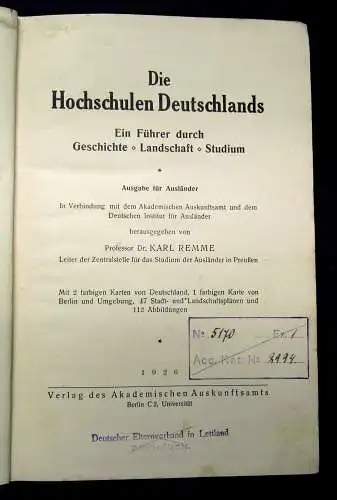 Die
Hochschulen Deutschlands
Ein Führer durch
Geschichte ⋄ Landschaft ⋄ Studium
*
Ausgabe für Ausländer
In Verbindung mit dem Akademischen Auskunftsamt und dem
Deutschen Institut für Ausländer
herausgegeben von
Professor Dr. KARL REMME
Leiter der Zentralstelle für das Studium der Ausländer in Preußen
Mit 2 farbigen Karten von Deutschland, 1 farbigen Karte von
Berlin und Umgebung, 47 Stadt- und Landschaftsplänen und
112 Abbildungen
№ 5170 Ex. 1
Acq. Kat. № 2994
*
1926
Verlag des Akademischen Auskunftsamts
Berlin C 2, Universität
Deutscher Elternverband in Lettland